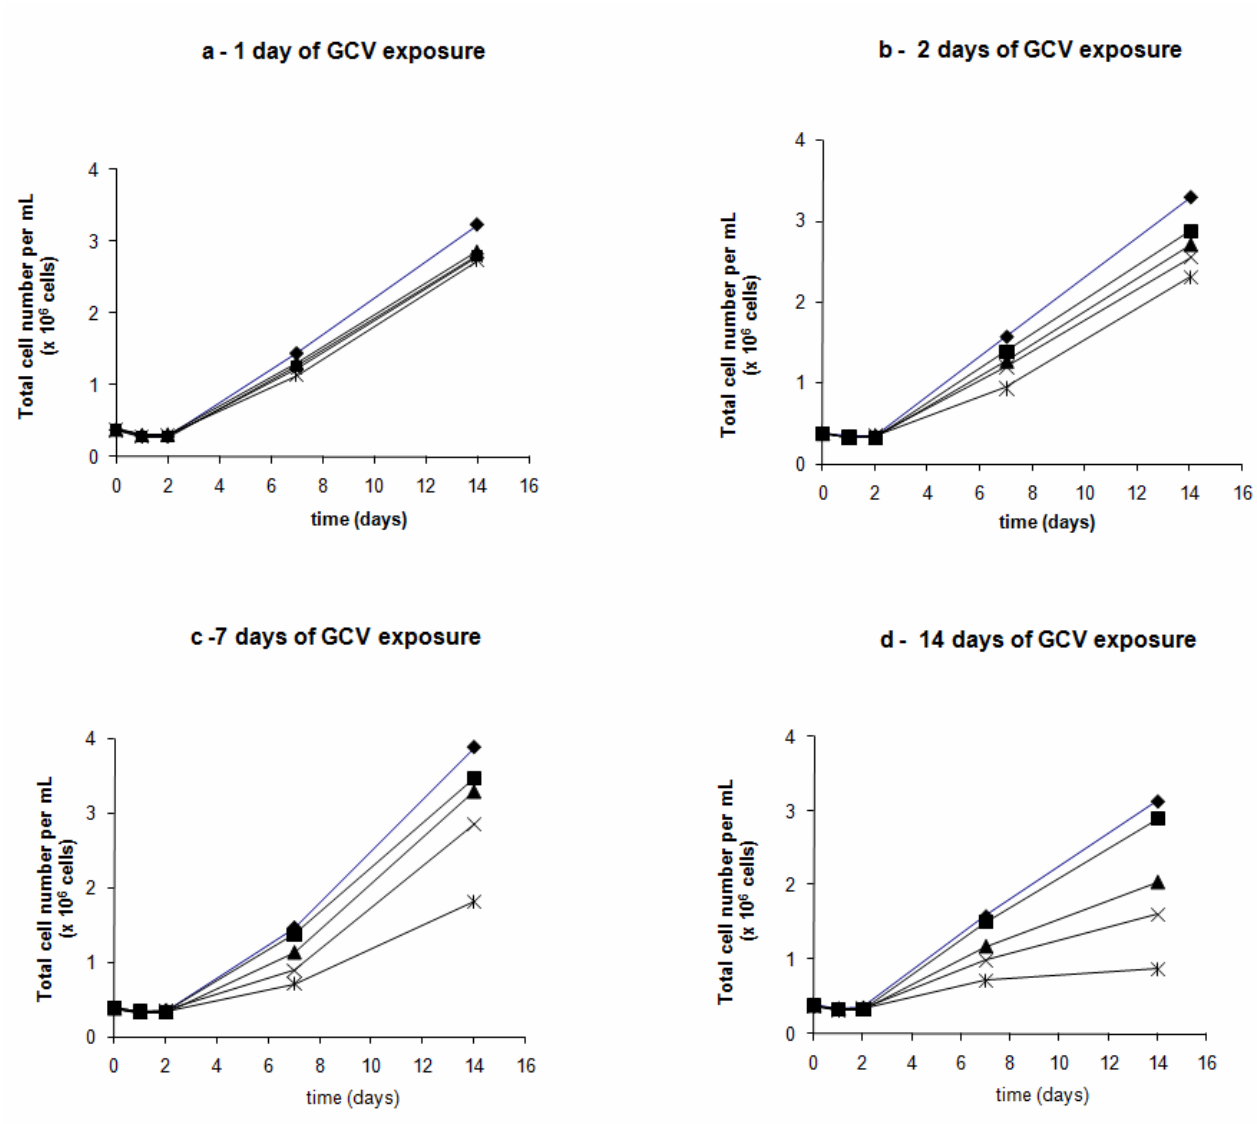 a - 1 day of GCV exposure
Total cell number per mL
(x 10⁶ cells)
4
3
2
1
0
0 2 4 6 8 10 12 14 16
time (days)
b -  2 days of GCV exposure
Total cell number per mL
(x 10⁶ cells)
4
3
2
1
0
0 2 4 6 8 10 12 14 16
time (days)
c -7 days of GCV exposure
Total cell number per mL
(x 10⁶ cells)
4
3
2
1
0
0 2 4 6 8 10 12 14 16
time (days)
d -  14 days of GCV exposure
Total cell number per mL
(x 10⁶ cells)
4
3
2
1
0
0 2 4 6 8 10 12 14 16
time (days)